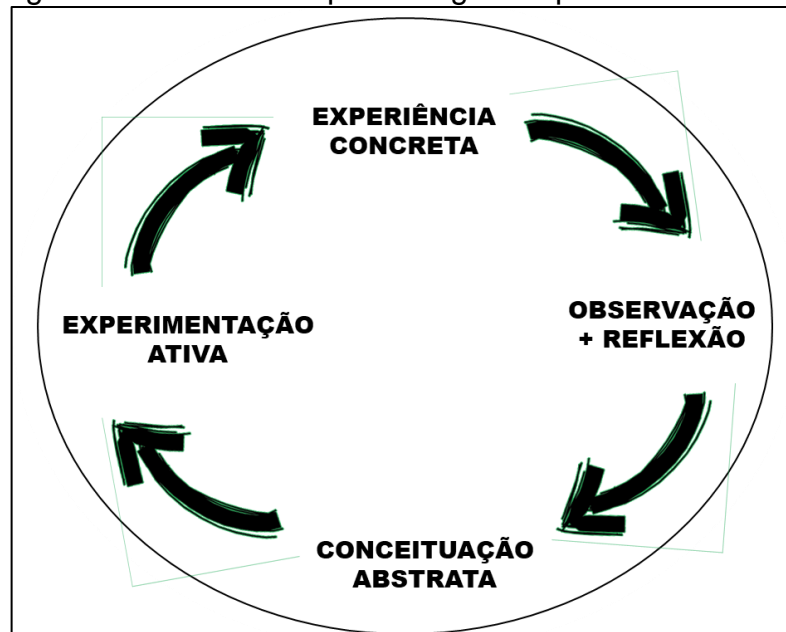 EXPERIÊNCIA
CONCRETA
OBSERVAÇÃO
+ REFLEXÃO
EXPERIMENTAÇÃO
ATIVA
CONCEITUAÇÃO
ABSTRATA